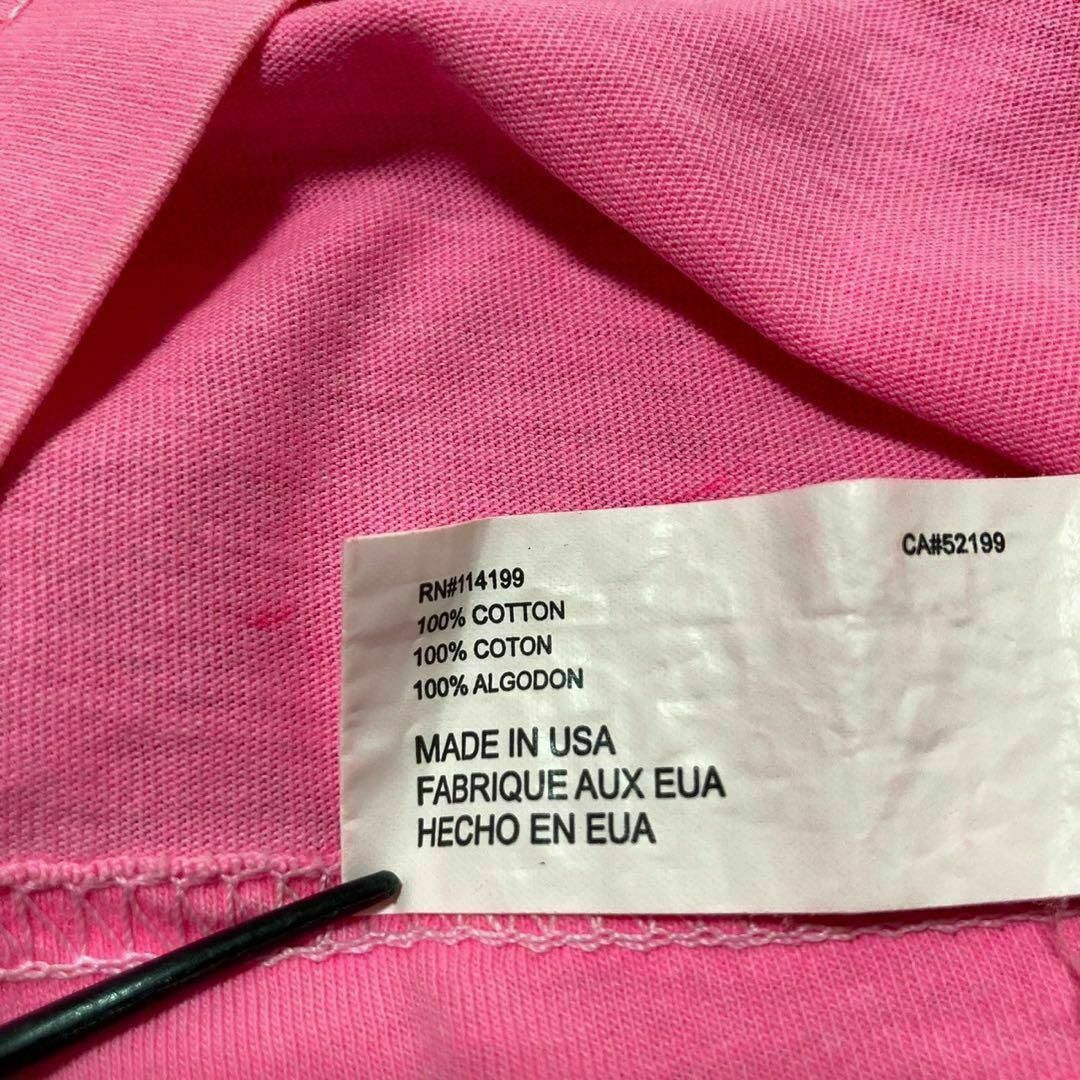 CA#52199
RN#114199
100% COTTON
100% COTON
100% ALGODON
MADE IN USA
FABRIQUE AUX EUA
HECHO EN EUA